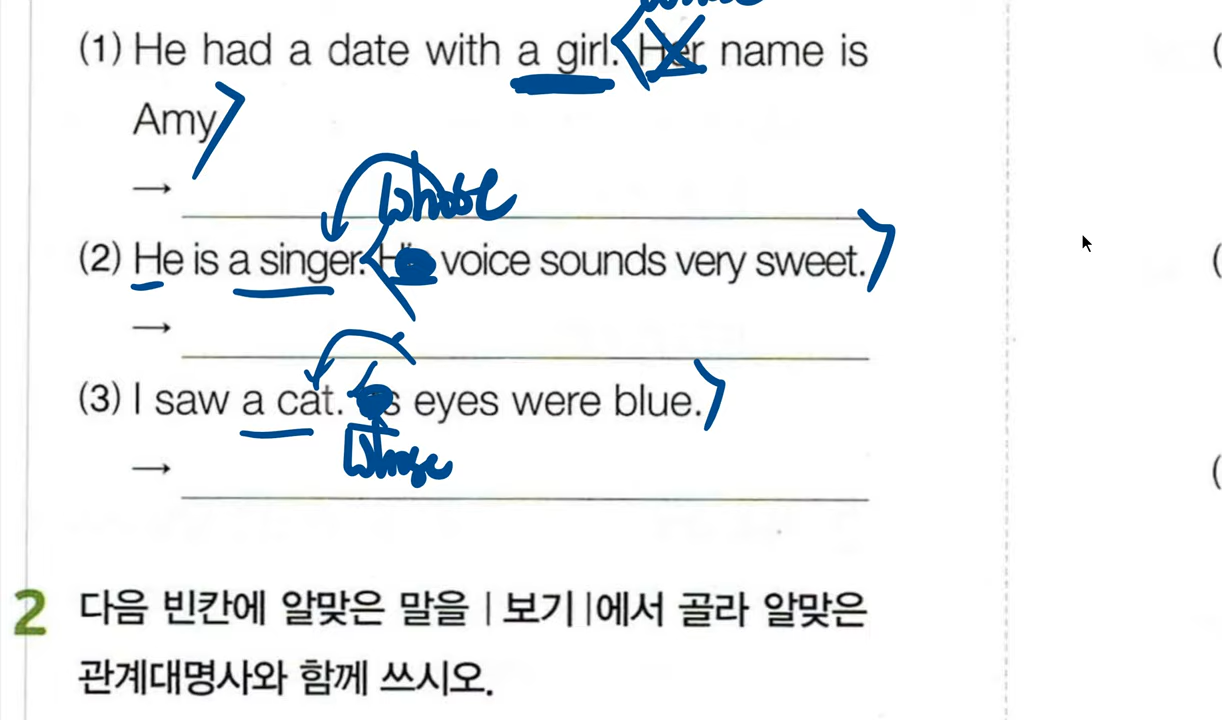 (1) He had a date with a girl. Her name is
Amy
→
whose
(2) He is a singer. voice sounds very sweet.
→
(3) I saw a cat. eyes were blue.
whose
→
2 다음 빈칸에 알맞은 말을 | 보기 |에서 골라 알맞은
관계대명사와 함께 쓰시오.